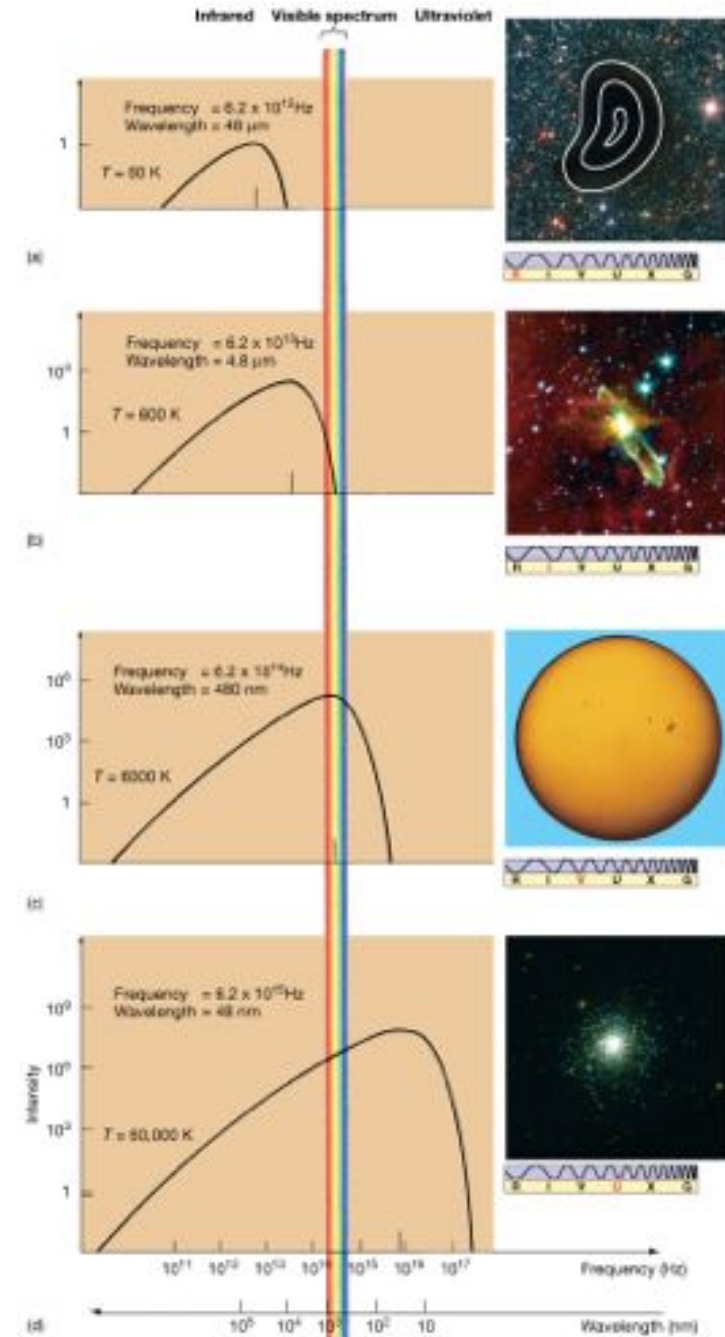 Infrared Visible spectrum Ultraviolet
Frequency = 6.2 x 10¹²Hz
Wavelength = 48 μm
1
T = 60 K
(a)
R I V U X G
Frequency = 6.2 x 10¹³Hz
Wavelength = 4.8 μm
10³
T = 600 K
1
(b)
R I V U X G
Frequency = 6.2 x 10¹⁴Hz
10⁶
Wavelength = 480 nm
10³
T = 6000 K
1
(c)
R I V U X G
Frequency = 6.2 x 10¹⁵Hz
10⁹
Wavelength = 48 nm
10⁶
Intensity
10³
T = 60,000 K
1
R I V U X G
10¹¹ 10¹² 10¹³ 10¹⁴ 10¹⁵ 10¹⁶ 10¹⁷ Frequency (Hz)
10⁵ 10⁴ 10³ 10² 10 Wavelength (nm)
(d)